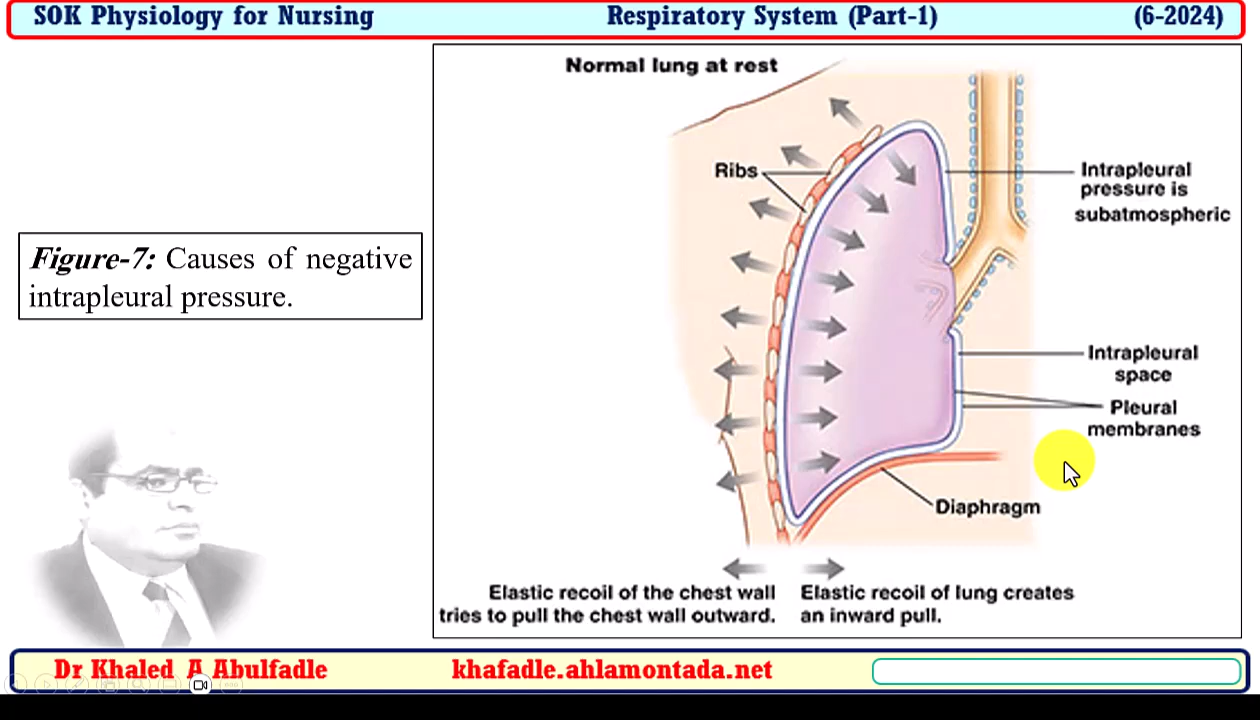 SOK Physiology for Nursing Respiratory System (Part-1) (6-2024)
Normal lung at rest
Ribs
Intrapleural
pressure is
subatmospheric
Figure-7: Causes of negative
intrapleural pressure.
Intrapleural
space
Pleural
membranes
Diaphragm
Elastic recoil of the chest wall
tries to pull the chest wall outward.
Elastic recoil of lung creates
an inward pull.
Dr Khaled A Abulfadle khafadle.ahlamontada.net